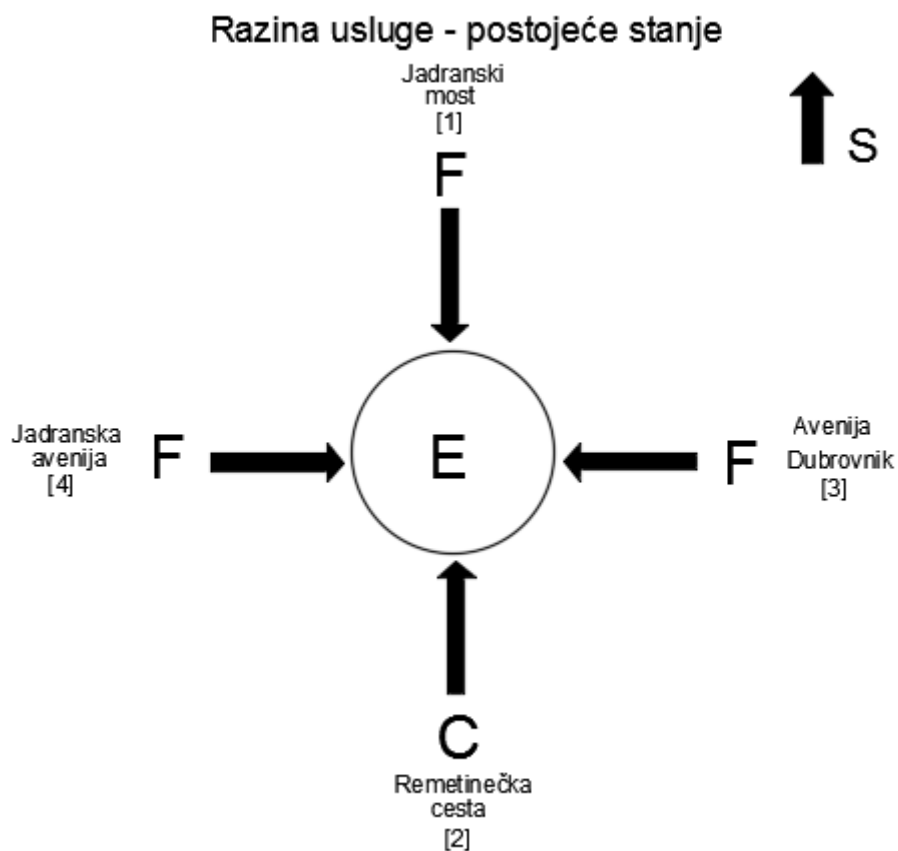 Razina usluge - postojeće stanje
Jadranski
most
[1]
F
S
Jadranska
avenija
[4]
F
E
F
Avenija
Dubrovnik
[3]
C
Remetinečka
cesta
[2]